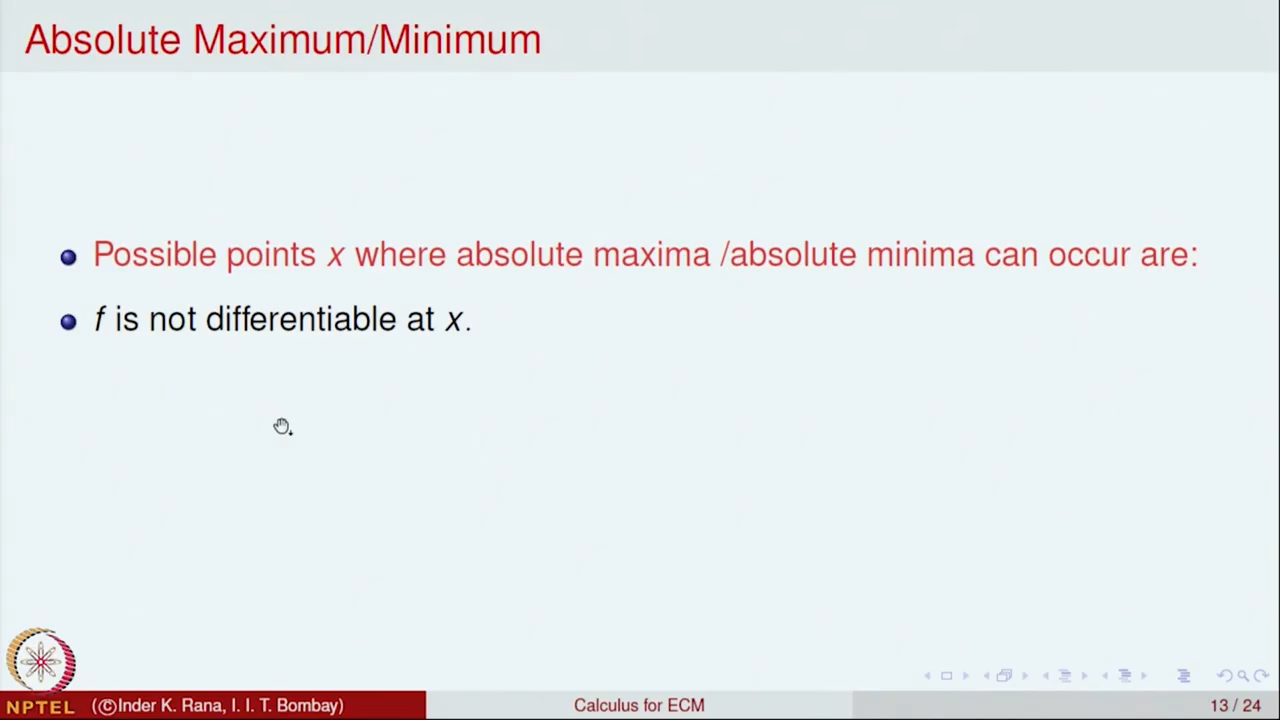 Absolute Maximum/Minimum
Possible points x where absolute maxima /absolute minima can occur are:
f is not differentiable at x.
NPTEL (©Inder K. Rana, I. I. T. Bombay) Calculus for ECM 13 / 24